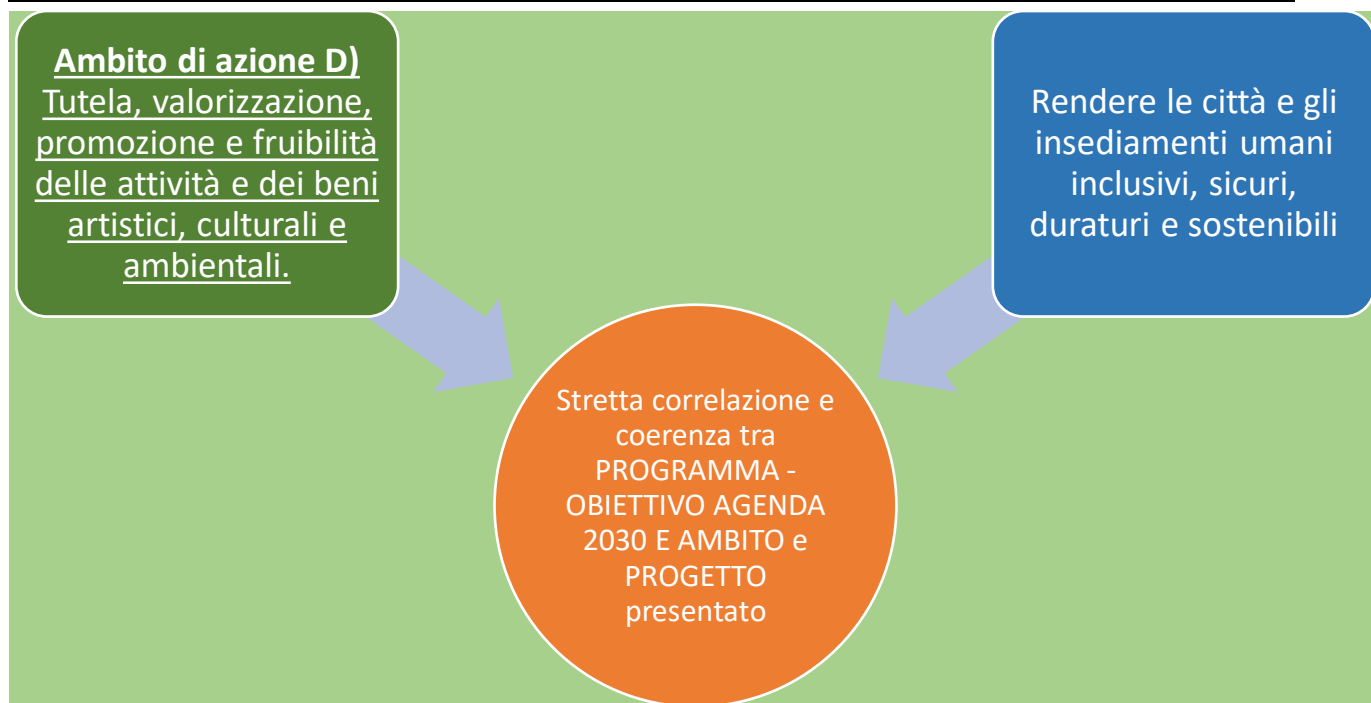 Ambito di azione D)
Tutela, valorizzazione,
promozione e fruibilità
delle attività e dei beni
artistici, culturali e
ambientali.
Rendere le città e gli
insediamenti umani
inclusivi, sicuri,
duraturi e sostenibili
Stretta correlazione e
coerenza tra
PROGRAMMA -
OBIETTIVO AGENDA
2030 E AMBITO e
PROGETTO
presentato